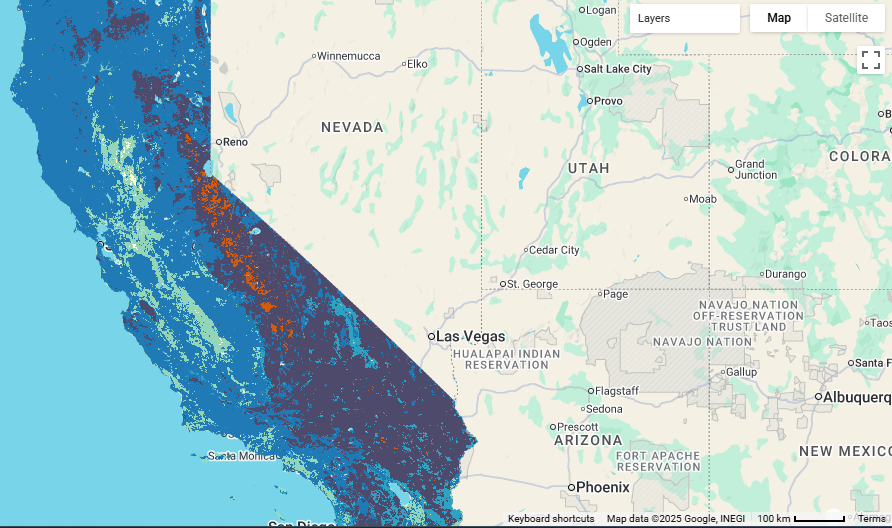 Logan
Layers
Map
Satellite
Ogden
Winnemucca
Elko
Salt Lake City
Provo
NEVADA
Reno
UTAH
COLORA
Grand
Junction
Moab
Cedar City
Durango
St. George
Page
NAVAJO NATION
OFF-RESERVATION
TRUST LAND
Taos
Las Vegas
NAVAJO NATION
HUALAPAI INDIAN
RESERVATION
Santa F
Gallup
Flagstaff
Albuquerq
Sedona
Prescott
ARIZONA
NEW MEXICO
FORT APACHE
RESERVATION
Santa Monica
Phoenix
San Diego
Keyboard shortcuts
Map data ©2025 Google, INEGI
100 km
Terms